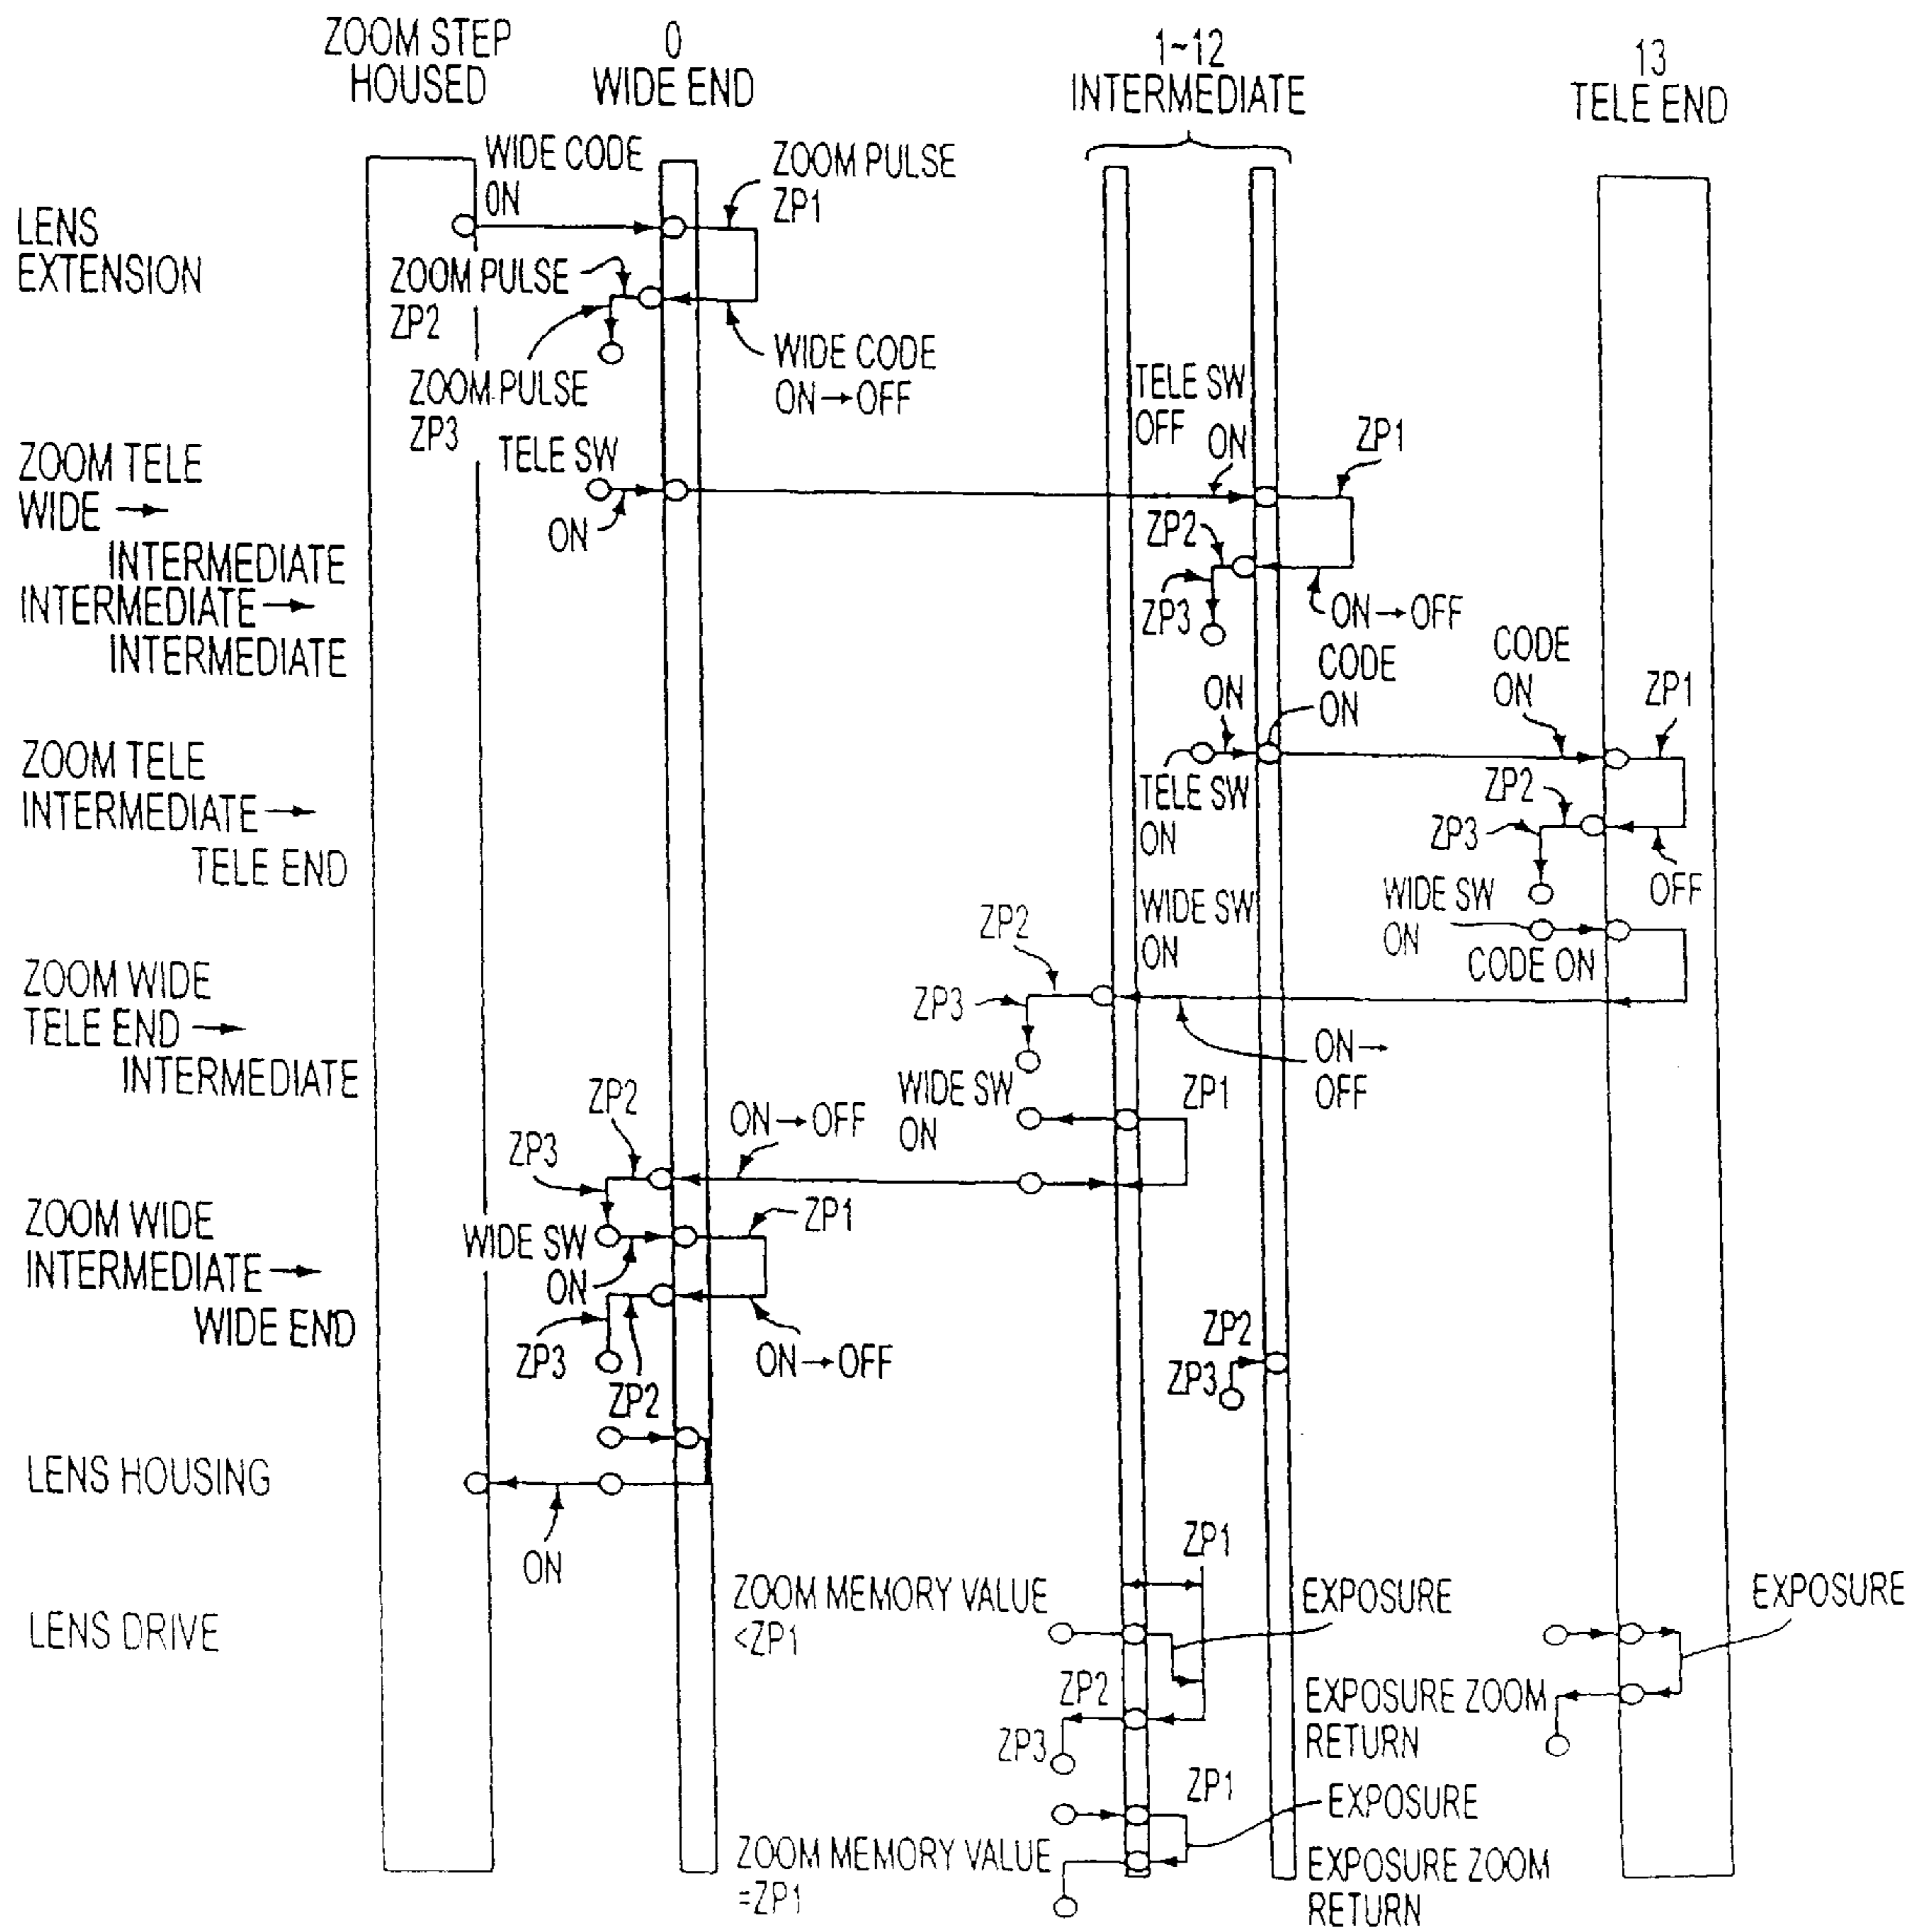 ZOOM STEP
HOUSED
0
WIDE END
1~12
INTERMEDIATE
13
TELE END
LENS
EXTENSION
WIDE CODE
ON
ZOOM PULSE
ZP1
ZOOM PULSE
ZP2
ZOOM PULSE
ZP3
WIDE CODE
ON→OFF
ZOOM TELE
WIDE →
INTERMEDIATE
INTERMEDIATE →
INTERMEDIATE
TELE SW
ON
TELE SW
OFF
ON
ZP1
ZP2
ZP3
ON→OFF
ZOOM TELE
INTERMEDIATE →
TELE END
ON
CODE
ON
TELE SW
ON
CODE
ON
ZP1
ZP2
ZP3
OFF
ZOOM WIDE
TELE END →
INTERMEDIATE
WIDE SW
ON
CODE ON
WIDE SW
ON
ZP2
ZP3
ON→
OFF
ZOOM WIDE
INTERMEDIATE →
WIDE END
WIDE SW
ON
ZP1
ON→OFF
ZP2
ZP3
WIDE SW
ON
ZP1
ON→OFF
ZP3
ZP2
ZP2
ZP3
LENS HOUSING
ON
LENS DRIVE
ZOOM MEMORY VALUE
<ZP1
ZP1
EXPOSURE
ZP2
ZP3
EXPOSURE ZOOM
RETURN
EXPOSURE
ZOOM MEMORY VALUE
=ZP1
ZP1
EXPOSURE
EXPOSURE ZOOM
RETURN